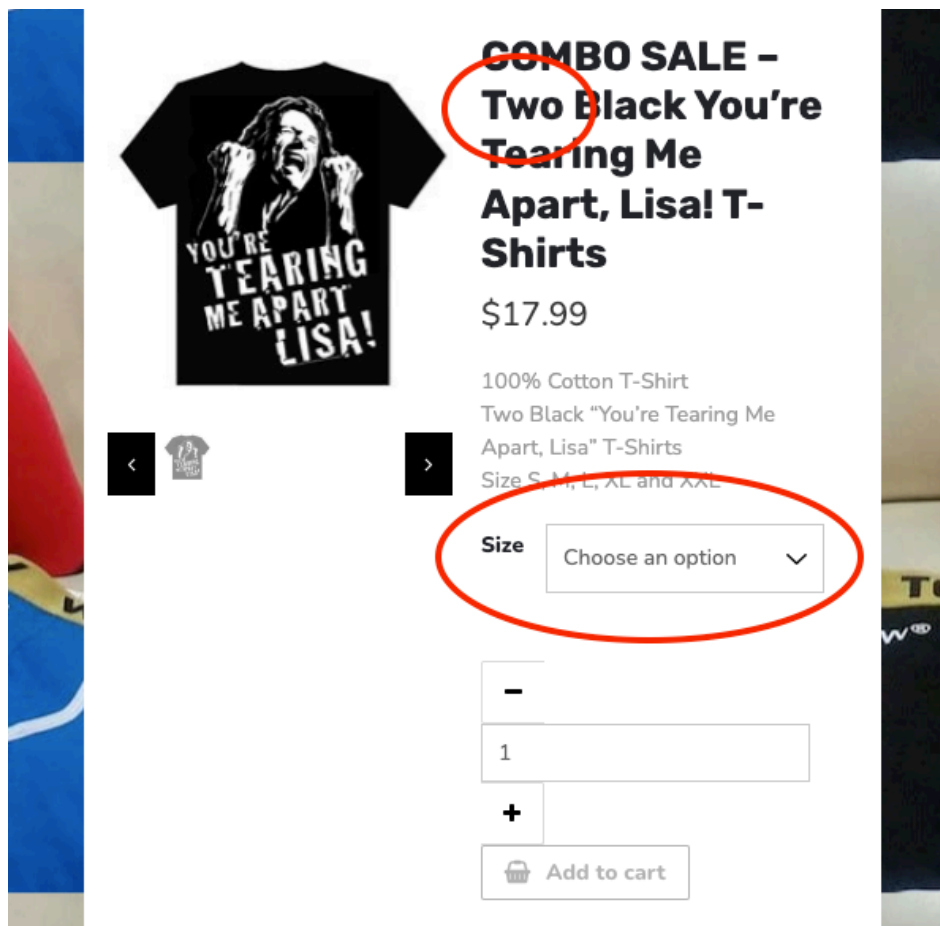 COMBO SALE –
Two Black You’re
Tearing Me
Apart, Lisa! T-
Shirts
$17.99
YOU'RE
TEARING
ME APART
LISA!
100% Cotton T-Shirt
Two Black “You’re Tearing Me
Apart, Lisa” T-Shirts
Size S, M, L, XL and XXL
Size
Choose an option
1
Add to cart